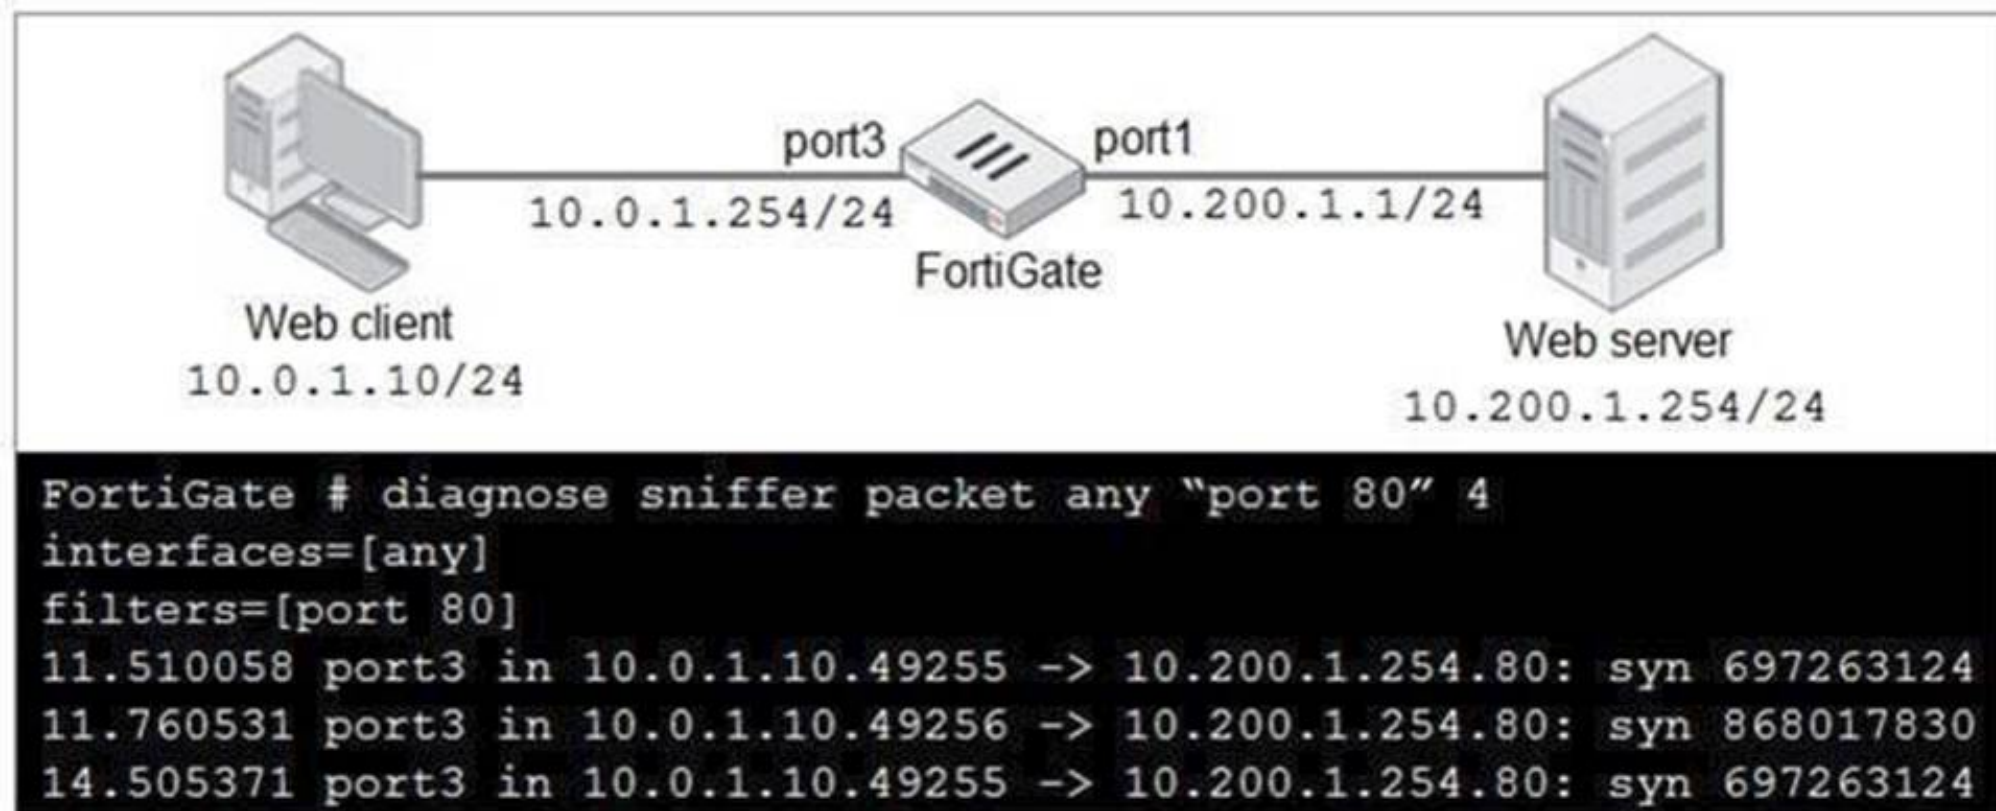 port3
port1
10.0.1.254/24
10.200.1.1/24
FortiGate
Web client
10.0.1.10/24
Web server
10.200.1.254/24
FortiGate # diagnose sniffer packet any “port 80” 4
interfaces=[any]
filters=[port 80]
11.510058 port3 in 10.0.1.10.49255 -> 10.200.1.254.80: syn 697263124
11.760531 port3 in 10.0.1.10.49256 -> 10.200.1.254.80: syn 868017830
14.505371 port3 in 10.0.1.10.49255 -> 10.200.1.254.80: syn 697263124